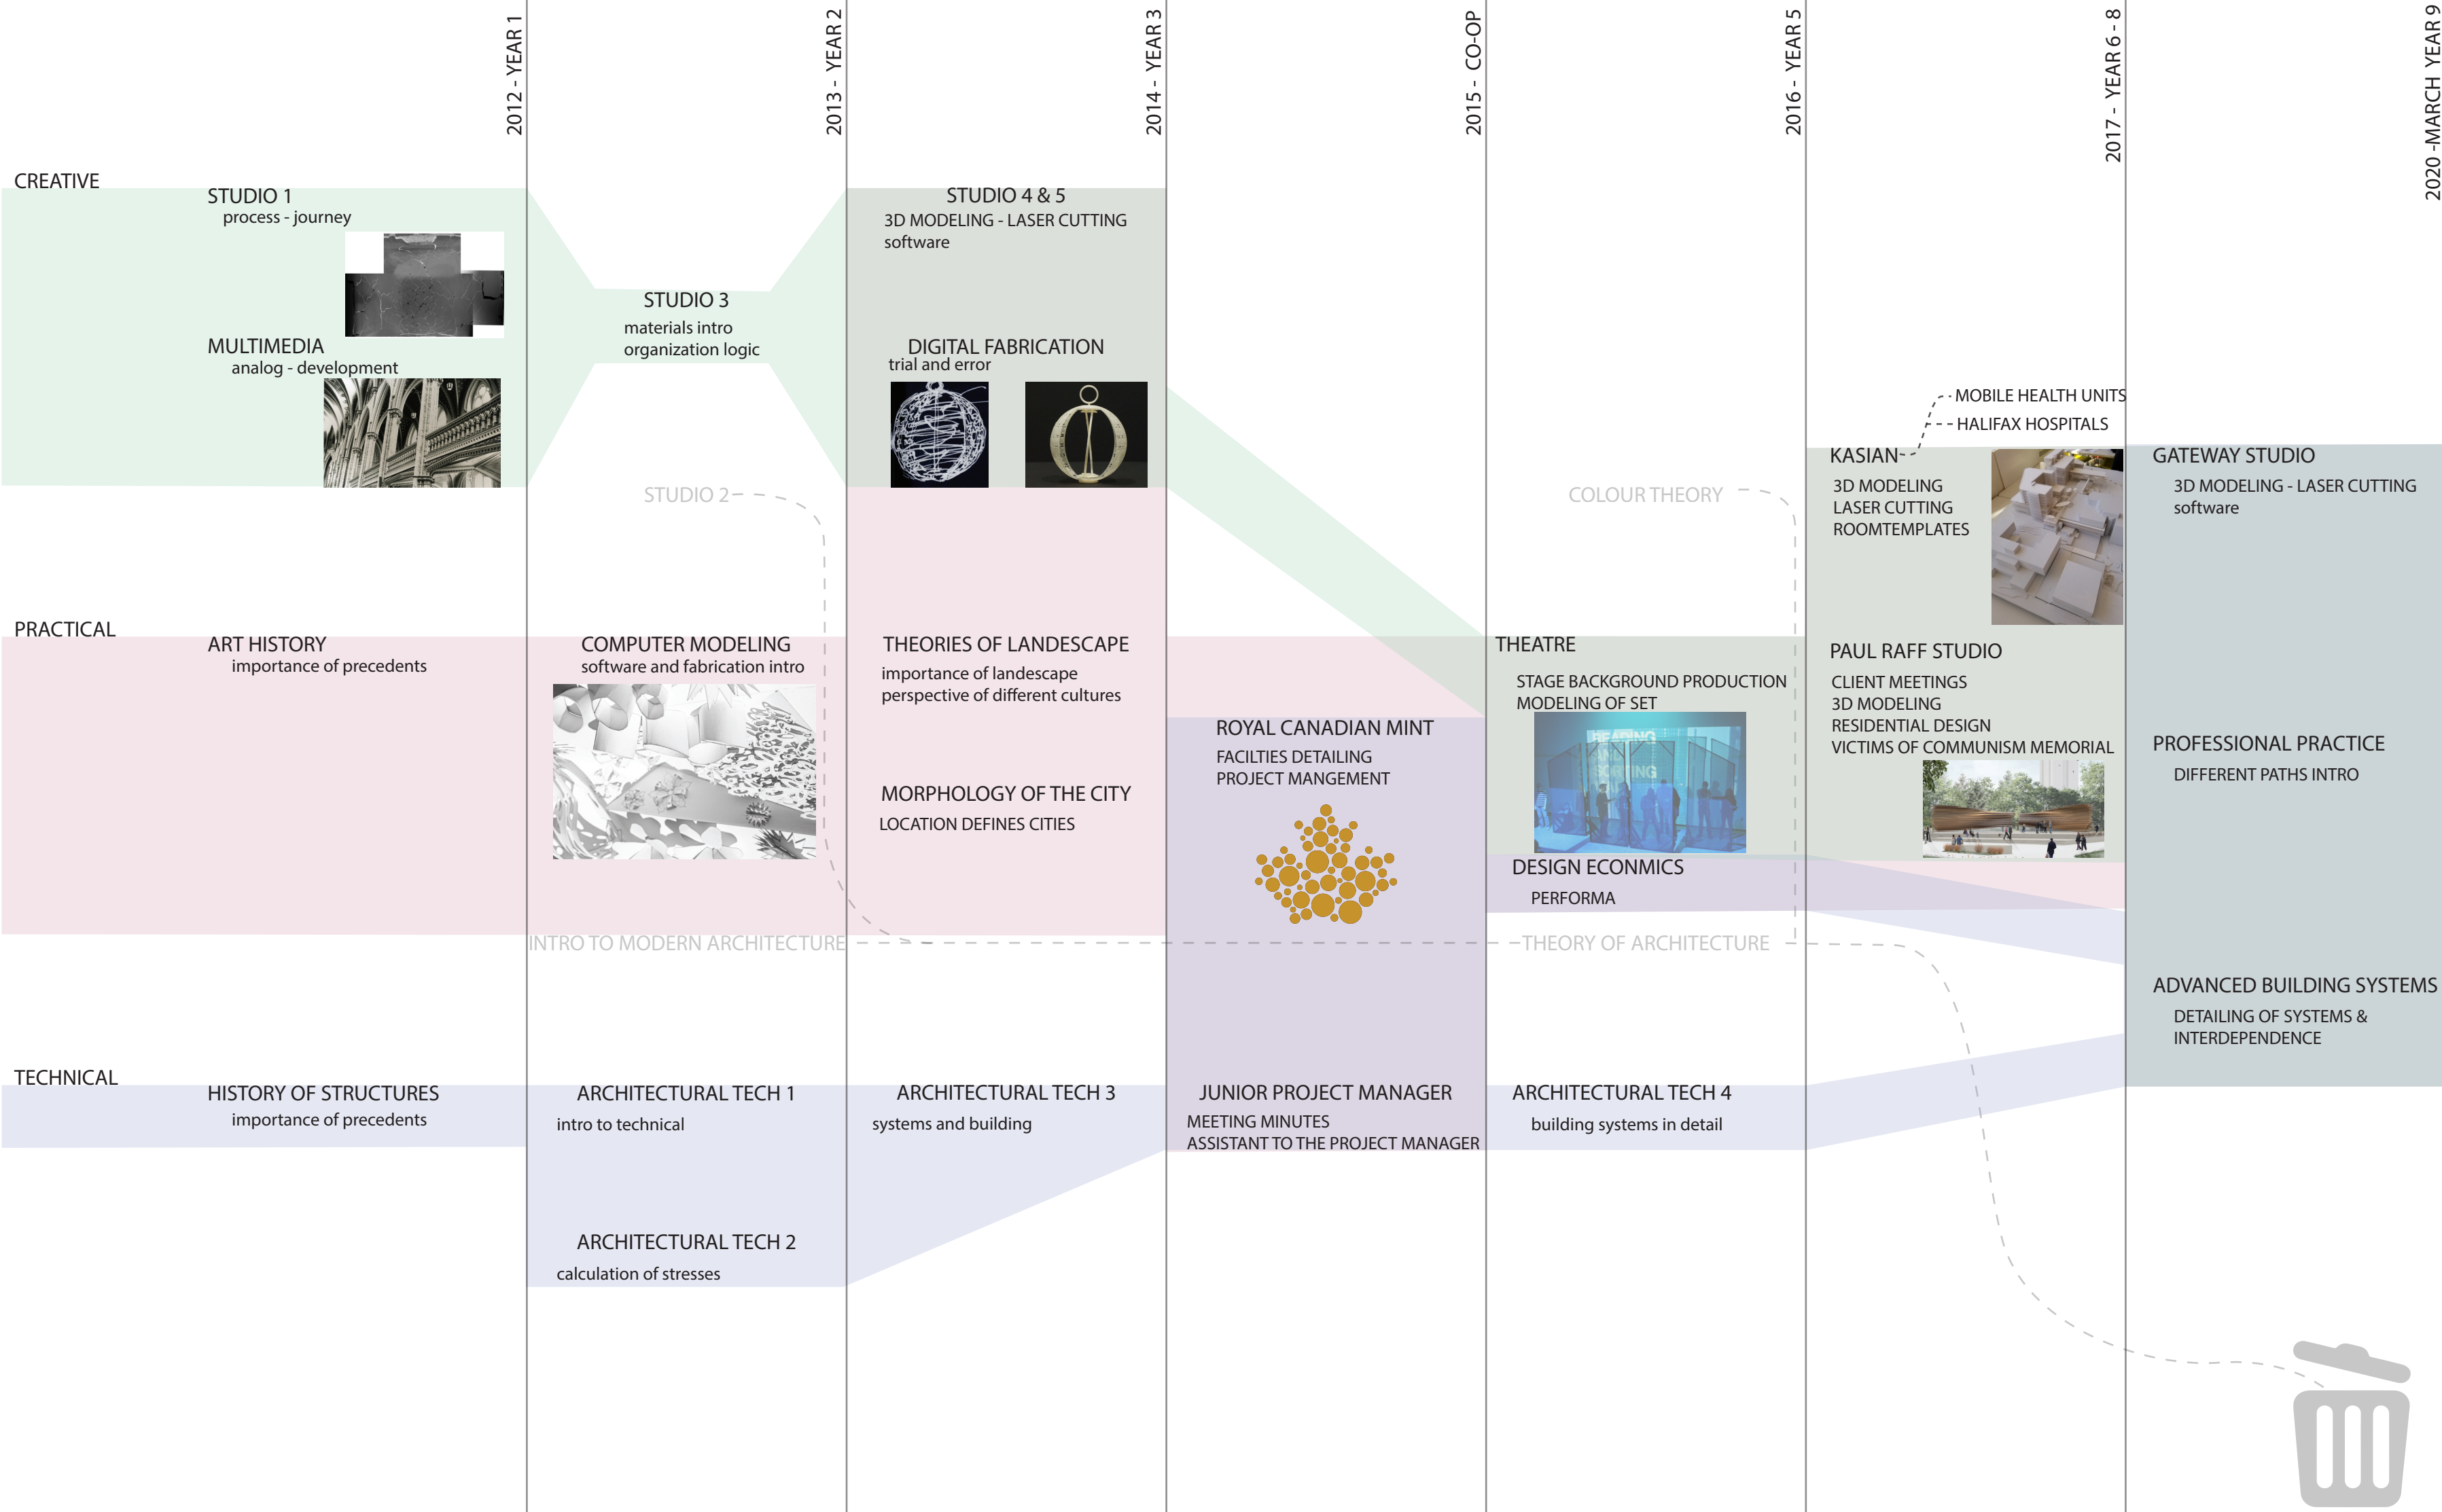 2012 - YEAR 1
2013 - YEAR 2
2014 - YEAR 3
2015 - CO-OP
2016 - YEAR 5
2017 - YEAR 6 - 8
2020 -MARCH YEAR 9
CREATIVE
STUDIO 1
process - journey
MULTIMEDIA
analog - development
STUDIO 3
materials intro
organization logic
STUDIO 4 & 5
3D MODELING - LASER CUTTING
software
DIGITAL FABRICATION
trial and error
STUDIO 2
COLOUR THEORY
MOBILE HEALTH UNITS
HALIFAX HOSPITALS
KASIAN
3D MODELING
LASER CUTTING
ROOMTEMPLATES
GATEWAY STUDIO
3D MODELING - LASER CUTTING
software
PRACTICAL
ART HISTORY
importance of precedents
COMPUTER MODELING
software and fabrication intro
THEORIES OF LANDSCAPE
importance of landscape
perspective of different cultures
MORPHOLOGY OF THE CITY
LOCATION DEFINES CITIES
ROYAL CANADIAN MINT
FACILTIES DETAILING
PROJECT MANGEMENT
THEATRE
STAGE BACKGROUND PRODUCTION
MODELING OF SET
READING
AND
SORTING
DESIGN ECONMICS
PERFORMA
PAUL RAFF STUDIO
CLIENT MEETINGS
3D MODELING
RESIDENTIAL DESIGN
VICTIMS OF COMMUNISM MEMORIAL
PROFESSIONAL PRACTICE
DIFFERENT PATHS INTRO
INTRO TO MODERN ARCHITECTURE
THEORY OF ARCHITECTURE
ADVANCED BUILDING SYSTEMS
DETAILING OF SYSTEMS &
INTERDEPENDENCE
TECHNICAL
HISTORY OF STRUCTURES
importance of precedents
ARCHITECTURAL TECH 1
intro to technical
ARCHITECTURAL TECH 2
calculation of stresses
ARCHITECTURAL TECH 3
systems and building
JUNIOR PROJECT MANAGER
MEETING MINUTES
ASSISTANT TO THE PROJECT MANAGER
ARCHITECTURAL TECH 4
building systems in detail